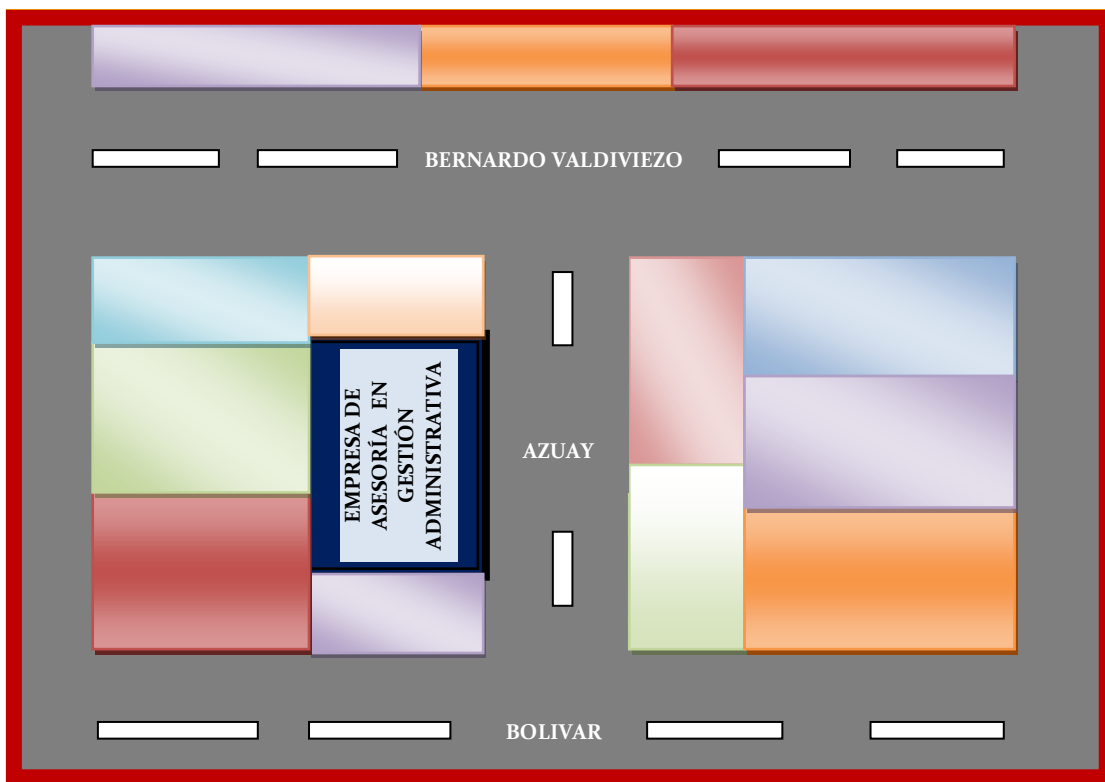 BERNARDO VALDIVIEZO
EMPRESA DE
ASESORÍA EN
GESTIÓN
ADMINISTRATIVA
AZUAY
BOLIVAR